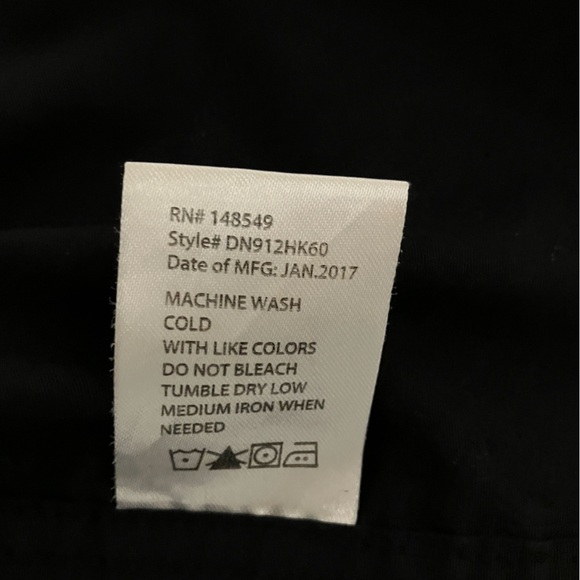 RN# 148549
Style# DN912HK60
Date of MFG: JAN.2017
MACHINE WASH
COLD
WITH LIKE COLORS
DO NOT BLEACH
TUMBLE DRY LOW
MEDIUM IRON WHEN
NEEDED